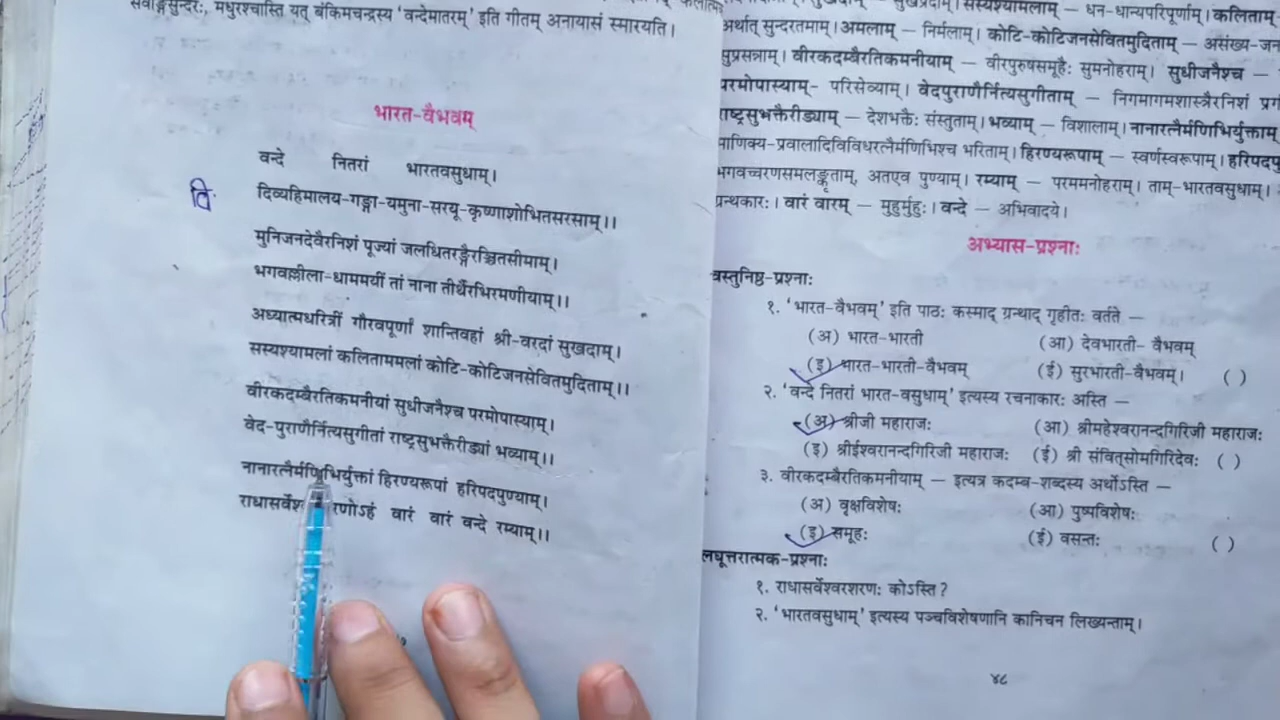 सर्वाङ्गसुन्दरः, मधुरश्चास्ति यत् बंकिमचन्द्रस्य 'वन्देमातरम्' इति गीतम् अनायासं स्मारयति।
भारत-वैभवम्
वन्दे नितरां भारतवसुधाम्।
वि
दिव्यहिमालय-गङ्गा-यमुना-सरयू-कृष्णाशोभितसरसाम्।।
मुनिजनदेवैरनिशं पूज्यां जलधितरङ्गैरञ्चितसीमाम्।
भगवल्लीला-धाममयीं तां नाना तीर्थैरभिरमणीयाम्।।
अध्यात्मधरित्रीं गौरवपूर्णां शान्तिवहां श्री-वरदां सुखदाम्।
सस्यश्यामलां कलिताममलां कोटि-कोटिजनसेवितमुदिताम्।।
वीरकदम्बैरतिकमनीयां सुधीजनैश्च परमोपास्याम्।
वेद-पुराणैर्नित्यसुगीतां राष्ट्रसुभक्तैरीड्यां भव्याम्।।
नानारत्नैर्मणिभिर्युक्तां हिरण्यरूपां हरिपदपुण्याम्।
राधासर्वेश् रणोऽहं वारं वारं वन्दे रम्याम्।।
सस्यश्यामलाम् — धन-धान्यपरिपूर्णाम्। कलिताम्
अर्थात् सुन्दरतमाम्। अमलाम् — निर्मलाम्। कोटि-कोटिजनसेवितमुदिताम् — असंख्य-जन
सुप्रसन्नाम्। वीरकदम्बैरतिकमनीयाम् — वीरपुरुषसमूहैः सुमनोहराम्। सुधीजनैश्च —
परमोपास्याम्- परिसेव्याम्। वेदपुराणैर्नित्यसुगीताम् — निगमागमशास्त्रैरनिशं
राष्ट्रसुभक्तैरीड्याम् — देशभक्तैः संस्तुताम्। भव्याम् — विशालाम्। नानारत्नैर्मणिभिर्युक्ताम्
माणिक्य-प्रवालादिविविधरत्नैर्मणिभिश्च भरिताम्। हिरण्यरूपाम् — स्वर्णस्वरूपाम्। हरिपदपु
भगवच्चरणसमलङ्कृताम्, अतएव पुण्याम्। रम्याम् — परममनोहराम्। ताम्-भारतवसुधाम्।
ग्रन्थकारः। वारं वारम् — मुहुर्मुहुः। वन्दे — अभिवादये।
अभ्यास-प्रश्नाः
वस्तुनिष्ठ-प्रश्नाः
१. 'भारत-वैभवम्' इति पाठः कस्माद् ग्रन्थाद् गृहीतः वर्तते —
(अ) भारत-भारती (आ) देवभारती- वैभवम्
(इ) भारत-भारती-वैभवम् (ई) सुरभारती-वैभवम्। ( )
२. 'वन्दे नितरां भारत-वसुधाम्' इत्यस्य रचनाकारः अस्ति —
(अ) श्रीजी महाराजः (आ) श्रीमहेश्वरानन्दगिरिजी महाराजः
(इ) श्रीईश्वरानन्दगिरिजी महाराजः (ई) श्री संवित्सोमगिरिदेवः ( )
३. वीरकदम्बैरतिकमनीयाम् — इत्यत्र कदम्ब-शब्दस्य अर्थोऽस्ति —
(अ) वृक्षविशेषः (आ) पुष्पविशेषः
(इ) समूहः (ई) वसन्तः ( )
लघूत्तरात्मक-प्रश्नाः
१. राधासर्वेश्वरशरणः कोऽस्ति ?
२. 'भारतवसुधाम्' इत्यस्य पञ्चविशेषणानि कानिचन लिख्यन्ताम्।
४८